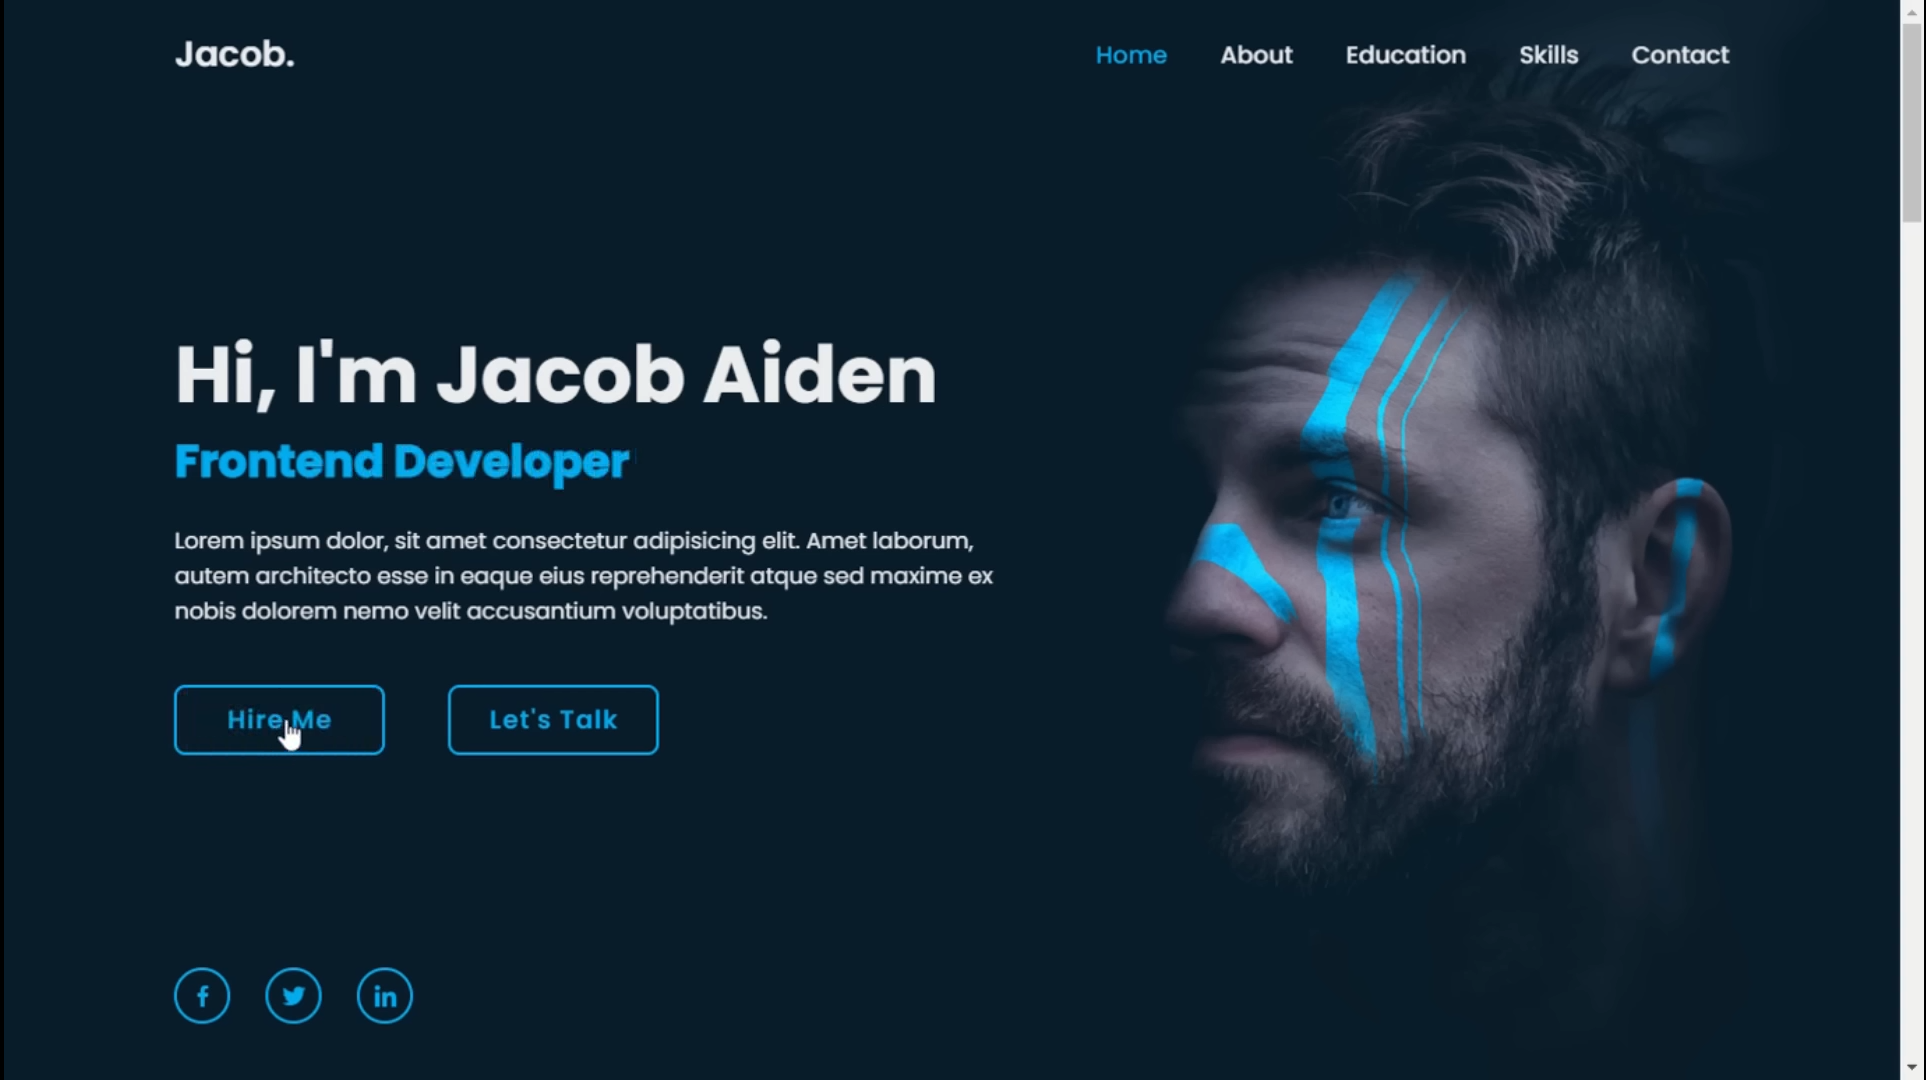 Jacob.
Home About Education Skills Contact
Hi, I'm Jacob Aiden
Frontend Developer
Lorem ipsum dolor, sit amet consectetur adipisicing elit. Amet laborum,
autem architecto esse in eaque eius reprehenderit atque sed maxime ex
nobis dolorem nemo velit accusantium voluptatibus.
Hire Me Let's Talk